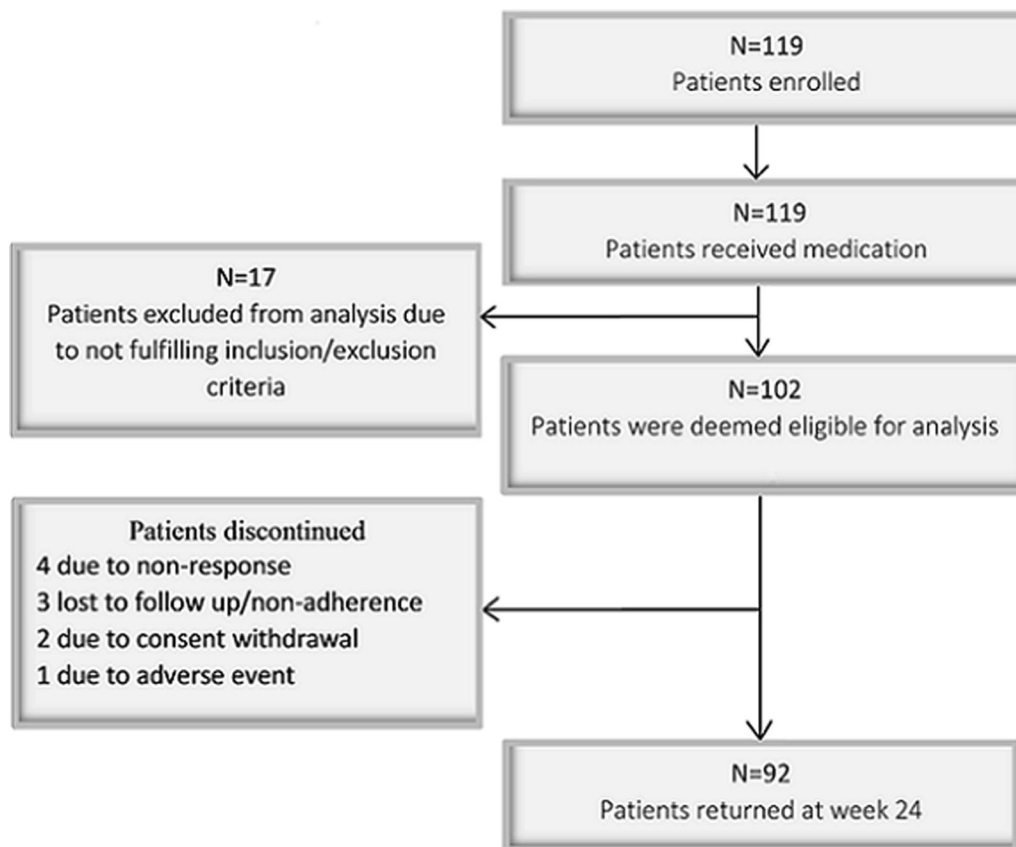 N=119
Patients enrolled
N=119
Patients received medication
N=17
Patients excluded from analysis due
to not fulfilling inclusion/exclusion
criteria
N=102
Patients were deemed eligible for analysis
Patients discontinued
4 due to non-response
3 lost to follow up/non-adherence
2 due to consent withdrawal
1 due to adverse event
N=92
Patients returned at week 24